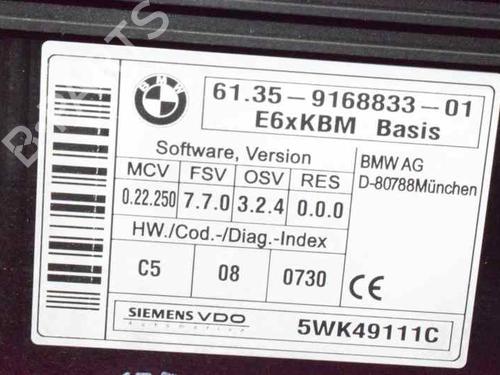 BMW
61.35-9168833-01
E6xKBM Basis
Software, Version
MCV FSV OSV RES
0.22.250 7.7.0 3.2.4 0.0.0
HW./Cod.-/Diag.-Index
C5 08 0730
BMW AG
D-80788München
CE
SIEMENS VDO
Automotive
5WK49111C